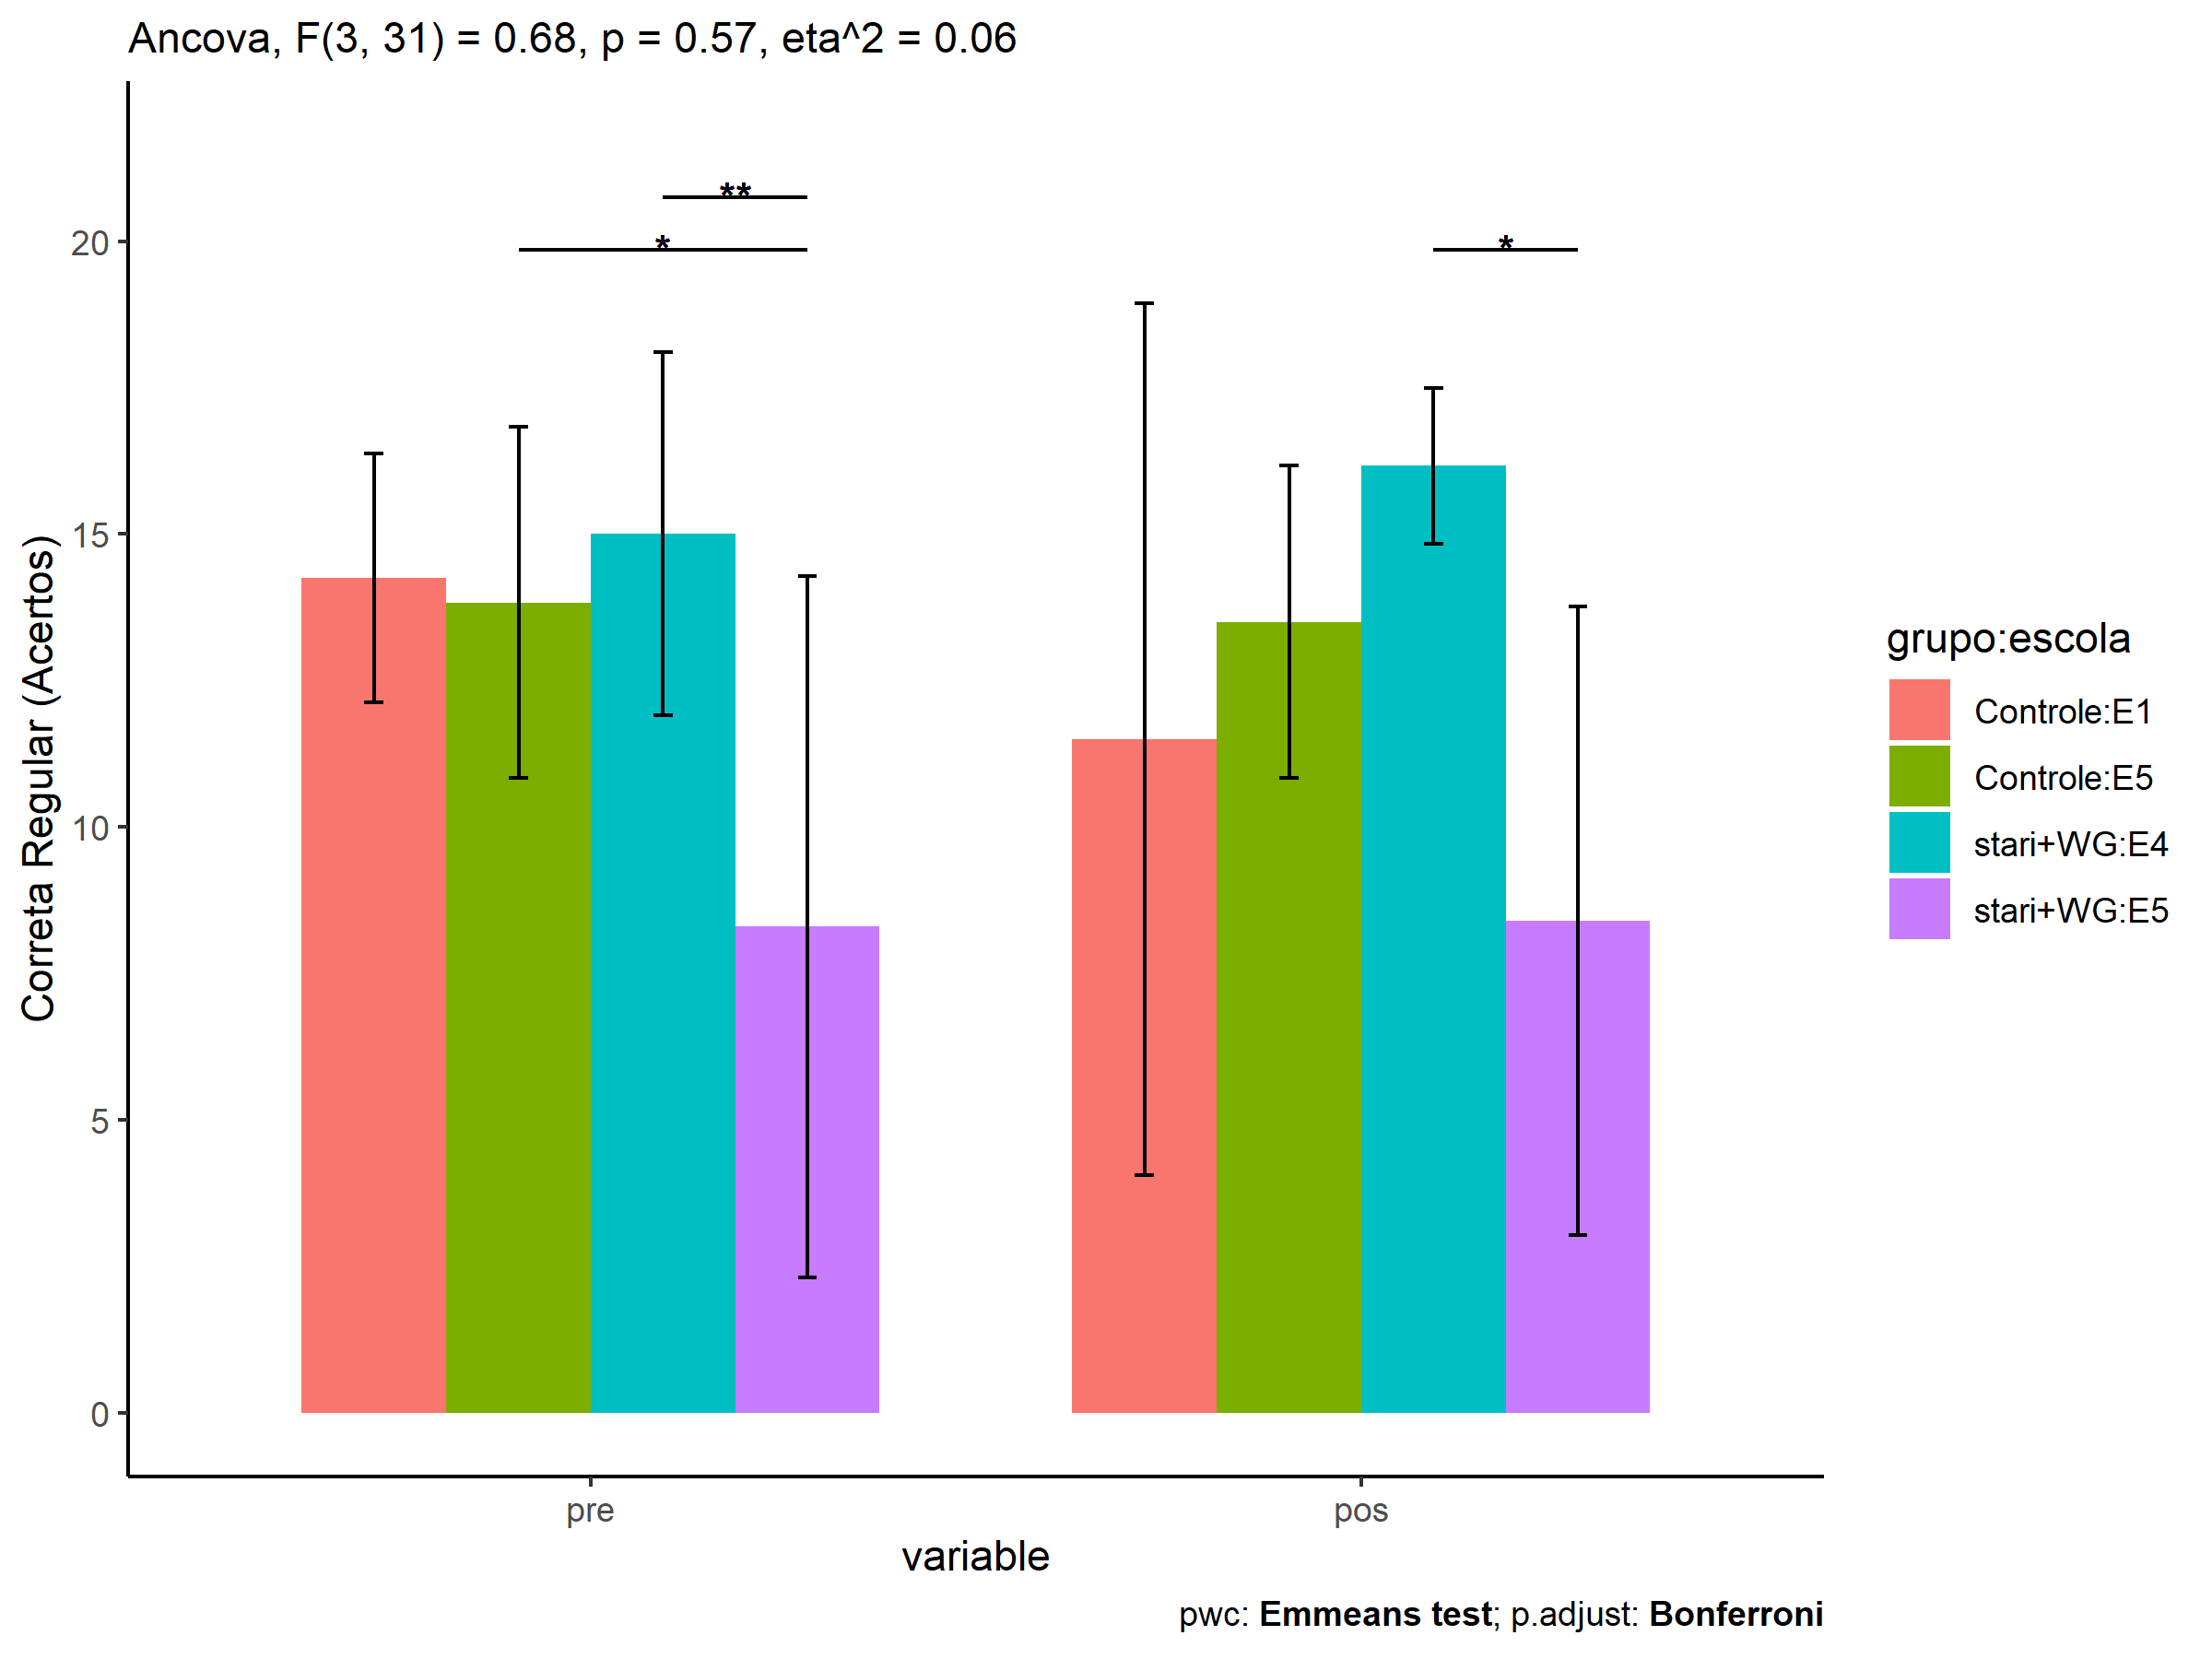 Ancova, F(3, 31) = 0.68, p = 0.57, eta^2 = 0.06
**
*
*
20
15
10
5
0
Correta Regular (Acertos)
pre
pos
variable
grupo:escola
Controle:E1
Controle:E5
stari+WG:E4
stari+WG:E5
pwc: Emmeans test; p.adjust: Bonferroni